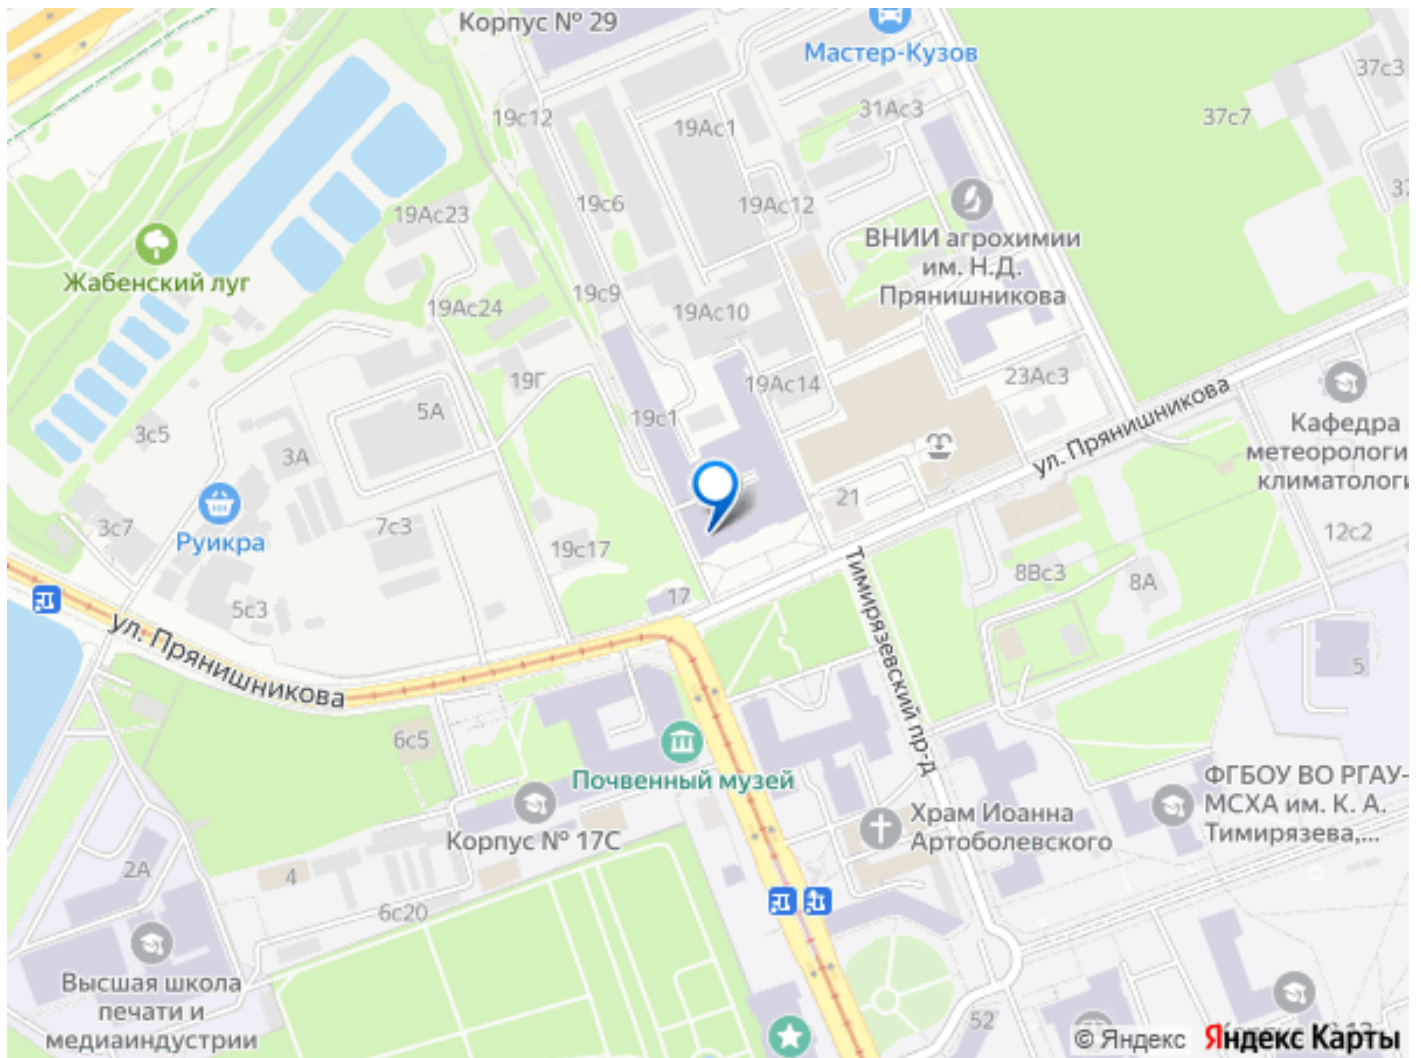 Корпус № 29
Мастер-Кузов
37с3
19с12
19Ас1
31Ас3
37с7
19Ас23
19с6
19Ас12
ВНИИ агрохимии
им. Н.Д.
Прянишникова
Жабенский луг
19Ас24
19с9
19Ас10
19Г
19Ас14
23Ас3
5А
19с1
3с5
3А
ул. Прянишникова
Кафедра
метеорологи
климатологи
3с7
Руикра
7с3
19с17
21
12с2
8Вс3
8А
5с3
17
ул. Прянишникова
Тимирязевский пр-д
5
6с5
Почвенный музей
ФГБОУ ВО РГАУ-
МСХА им. К. А.
Тимирязева,...
Корпус № 17С
Храм Иоанна
Артоболевского
2А
4
6с20
Высшая школа
печати и
медиаиндустрии
52
© Яндекс
Яндекс Карты